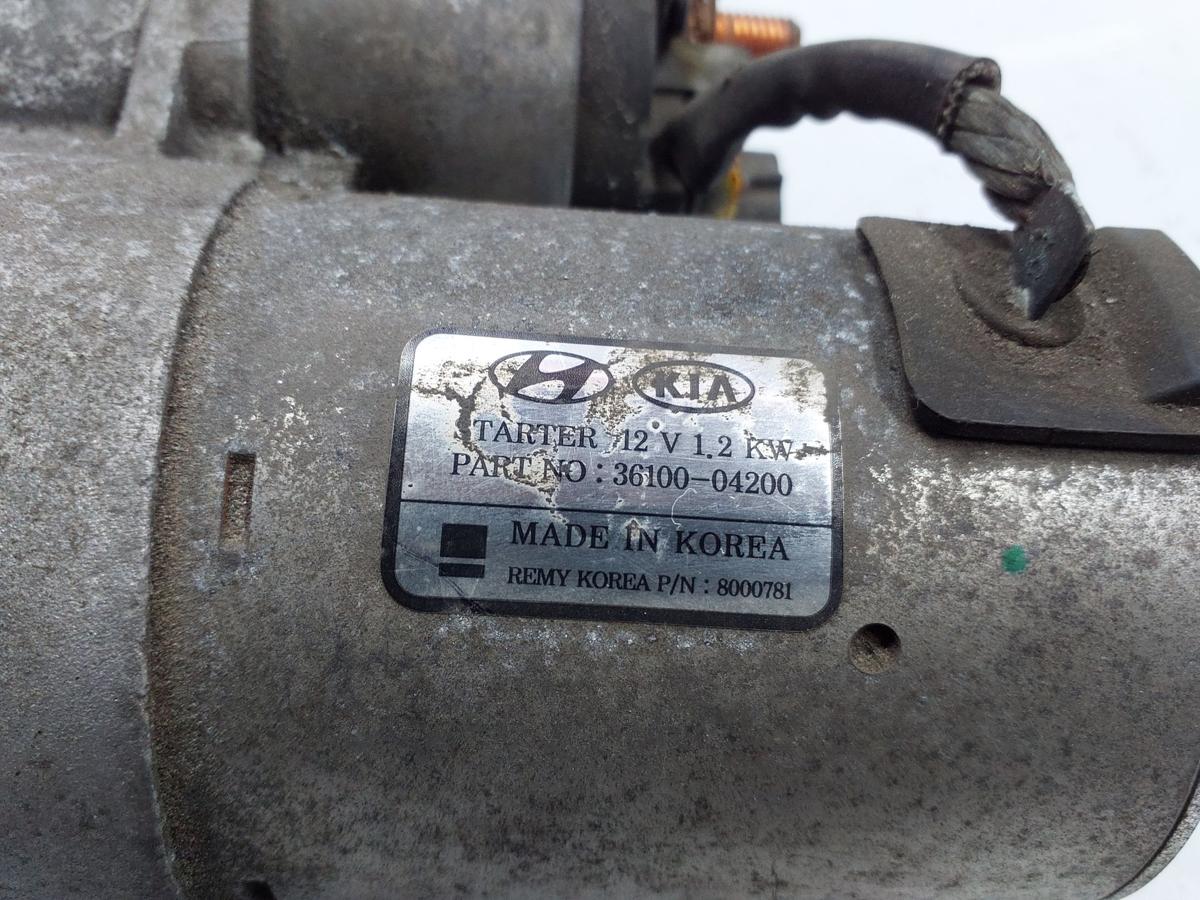 KIA
TARTER 12 V 1.2 KW
PART NO : 36100-04200
MADE IN KOREA
REMY KOREA P/N : 8000781